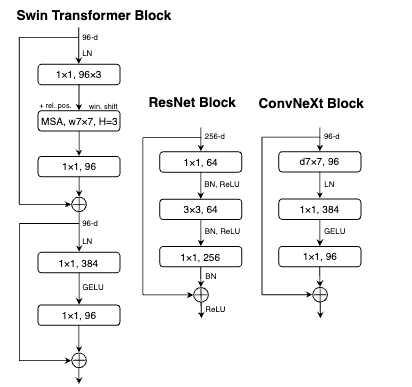 Swin Transformer Block
96-d
LN
1×1, 96×3
+ rel. pos.
win. shift
MSA, w7×7, H=3
1×1, 96
96-d
LN
1×1, 384
GELU
1×1, 96
ResNet Block
256-d
1×1, 64
BN, ReLU
3×3, 64
BN, ReLU
1×1, 256
BN
ReLU
ConvNeXt Block
96-d
d7×7, 96
LN
1×1, 384
GELU
1×1, 96